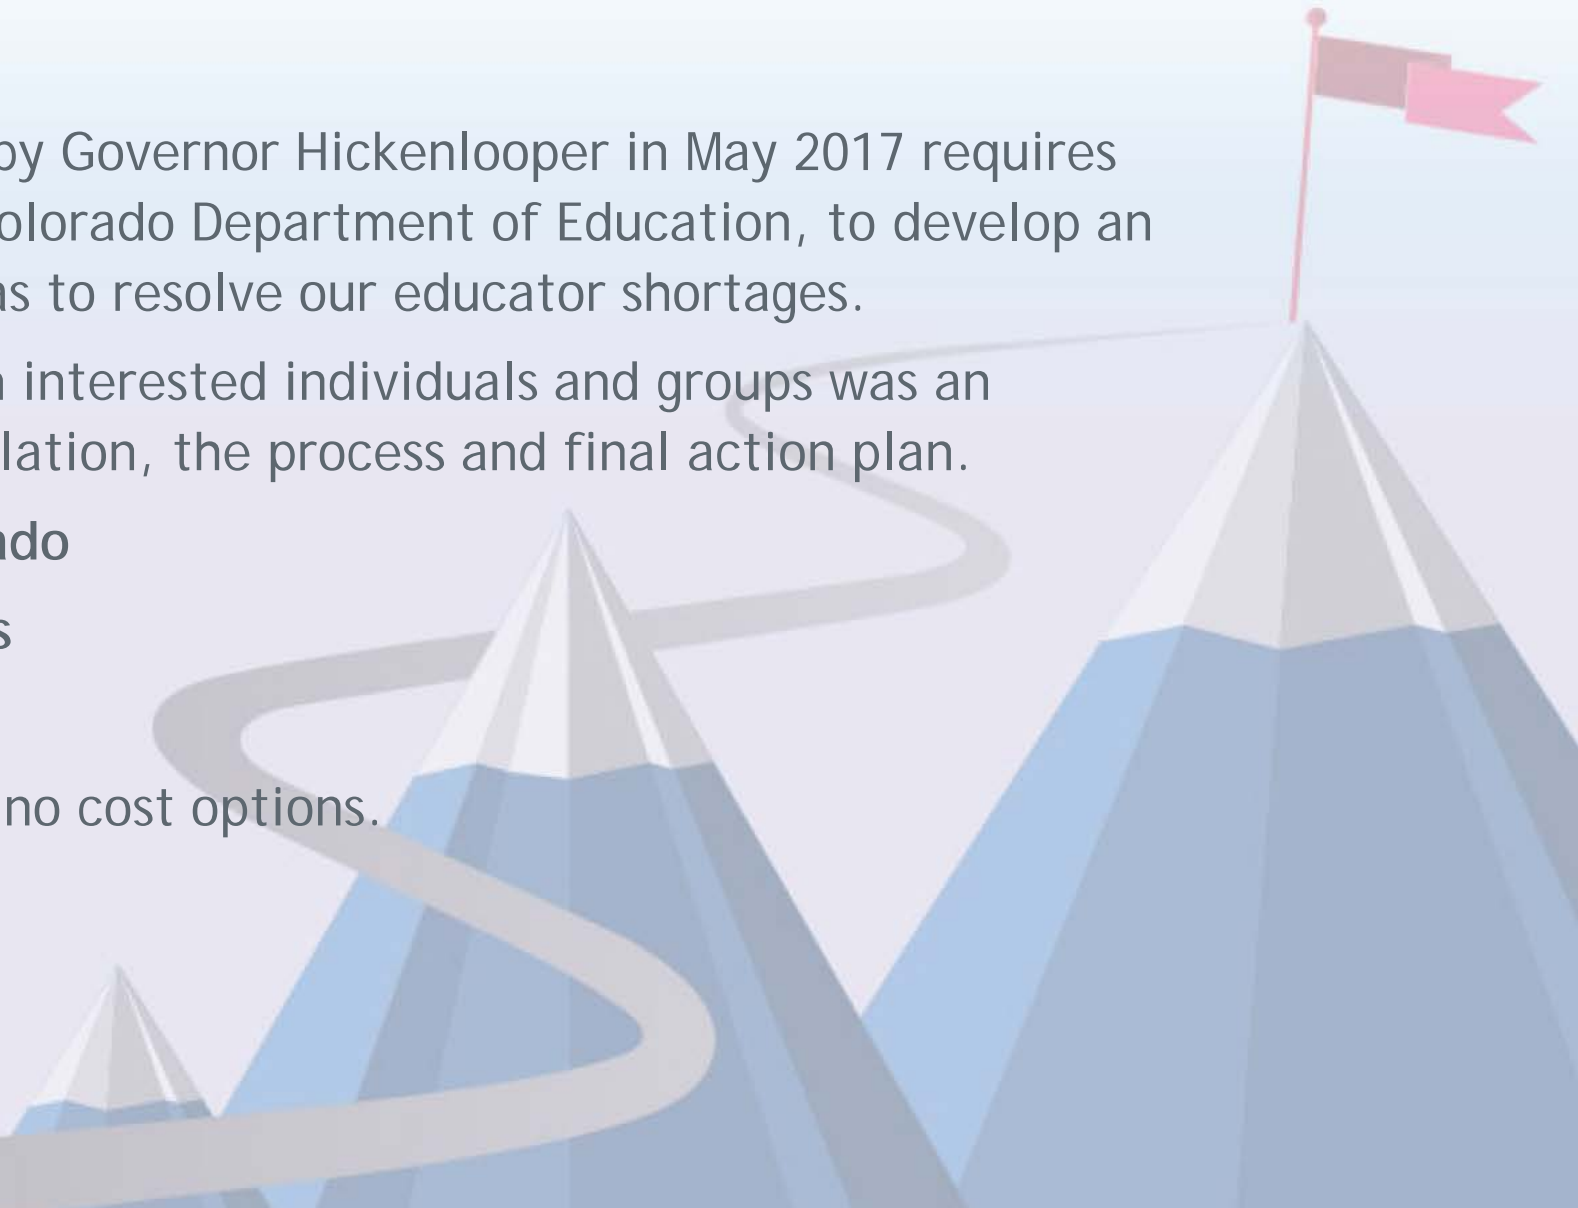 by Governor Hickenlooper in May 2017 requires
olorado Department of Education, to develop an
as to resolve our educator shortages.
interested individuals and groups was an
lation, the process and final action plan.
ado
s
no cost options.